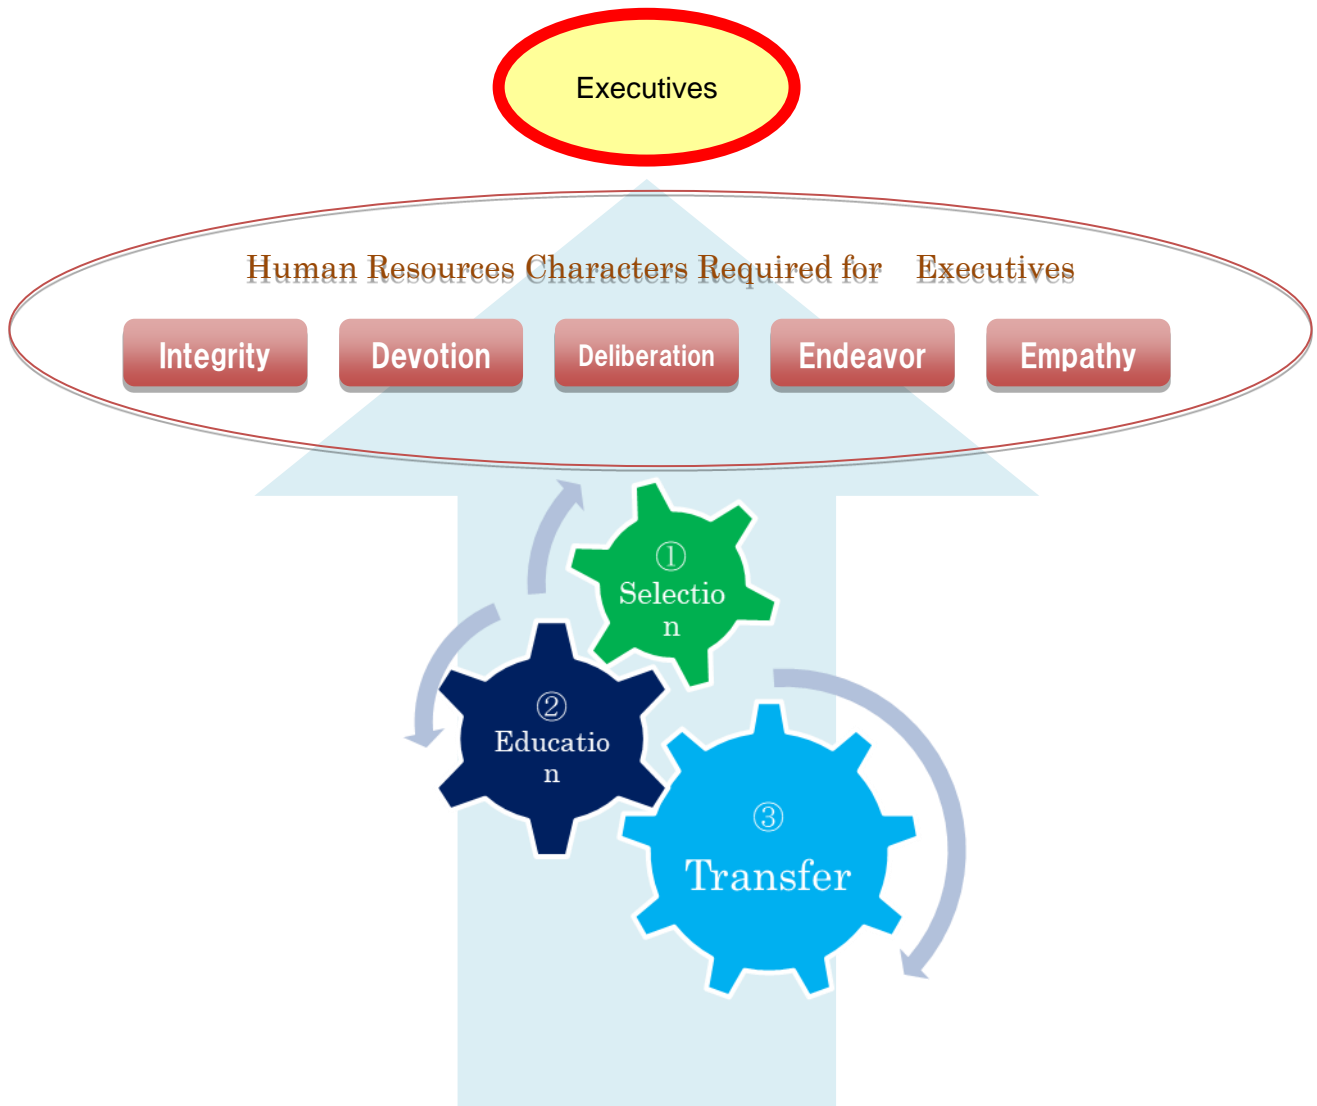 Executives
Human Resources Characters Required for　Executives
Integrity
Devotion
Deliberation
Endeavor
Empathy
①
Selectio
n
②
Educatio
n
③
Transfer